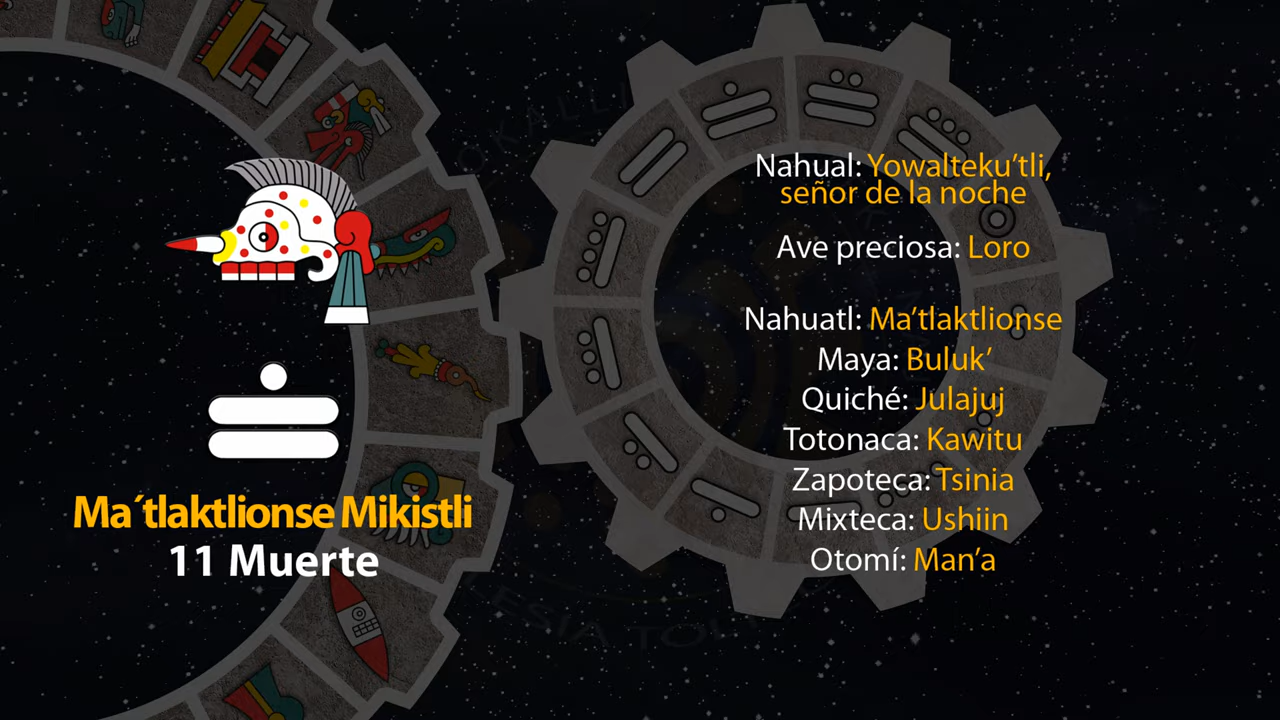 Ma´tlaktlionse Mikistli
11 Muerte
Nahual: Yowalteku’tli,
señor de la noche
Ave preciosa: Loro
Nahuatl: Ma’tlaktlionse
Maya: Buluk’
Quiché: Julajuj
Totonaca: Kawitu
Zapoteca: Tsinia
Mixteca: Ushiin
Otomí: Man’a